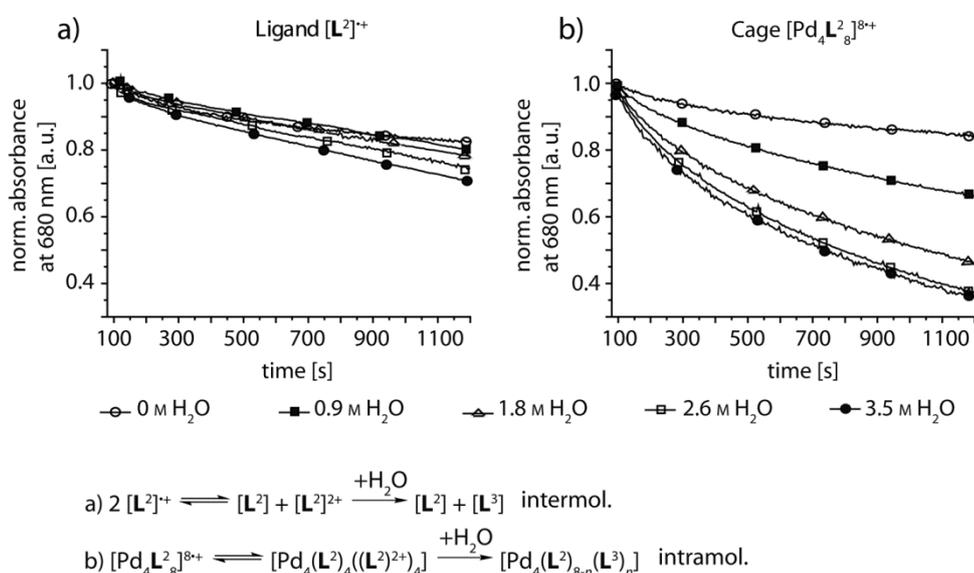 a) Ligand [L²]•+
norm. absorbance
at 680 nm [a.u.]
1.0
0.8
0.6
0.4
100 300 500 700 900 1100
time [s]
b) Cage [Pd₄L²₈]⁸•+
norm. absorbance
at 680 nm [a.u.]
1.0
0.8
0.6
0.4
100 300 500 700 900 1100
time [s]
0 M H₂O 0.9 M H₂O 1.8 M H₂O 2.6 M H₂O 3.5 M H₂O
a) 2 [L²]•+ ⇌ [L²] + [L²]²⁺ +H₂O → [L²] + [L³] intermol.
b) [Pd₄L²₈]⁸•+ ⇌ [Pd₄(L²)₄((L²)²⁺)₄] +H₂O → [Pd₄(L²)₈₋ₙ(L³)ₙ] intramol.